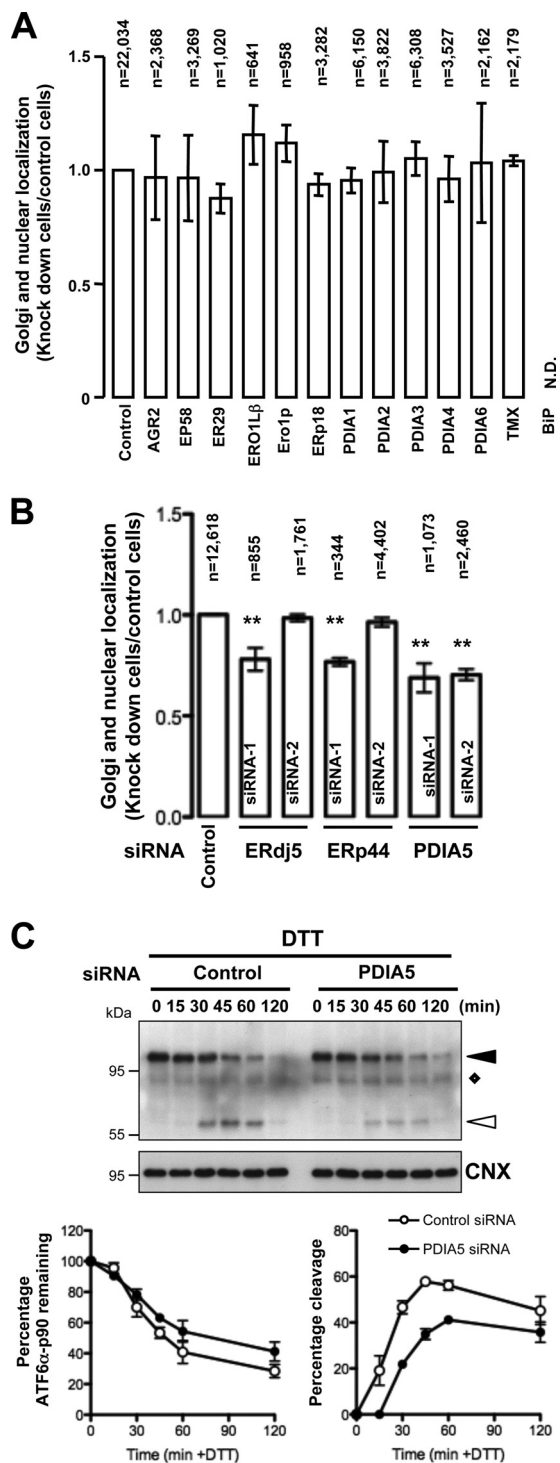 A
n=22,034
n=2,368
n=3,269
n=1,020
n=641
n=958
n=3,282
n=6,150
n=3,822
n=6,308
n=3,527
n=2,162
n=2,179
Golgi and nuclear localization
(Knock down cells/control cells)
1.5
1.0
0.5
0
Control
AGR2
EP58
ER29
ERO1Lβ
Ero1p
ERp18
PDIA1
PDIA2
PDIA3
PDIA4
PDIA6
TMX
BiP
N.D.
B
n=12,618
n=855
n=1,761
n=344
n=4,402
n=1,073
n=2,460
Golgi and nuclear localization
(Knock down cells/control cells)
1.5
1.0
0.5
0.0
** ** ** **
siRNA-1
siRNA-2
siRNA-1
siRNA-2
siRNA-1
siRNA-2
siRNA
Control
ERdj5 ERp44 PDIA5
C
DTT
siRNA Control PDIA5
0 15 30 45 60 120 0 15 30 45 60 120 (min)
kDa
95
55
95
CNX
Percentage
ATF6α-p90 remaining
120
100
80
60
40
20
0
0 30 60 90 120
Time (min +DTT)
Control siRNA
PDIA5 siRNA
Percentage cleavage
80
60
40
20
0
0 30 60 90 120
Time (min +DTT)